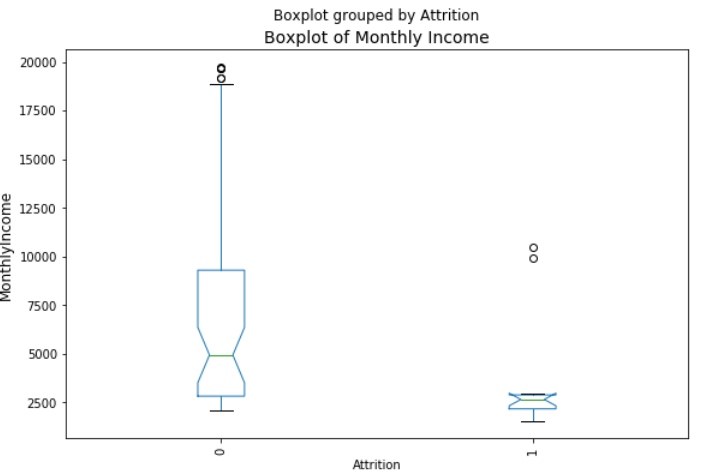 Boxplot grouped by Attrition
Boxplot of Monthly Income
20000
17500
15000
12500
10000
7500
5000
2500
MonthlyIncome
0
1
Attrition